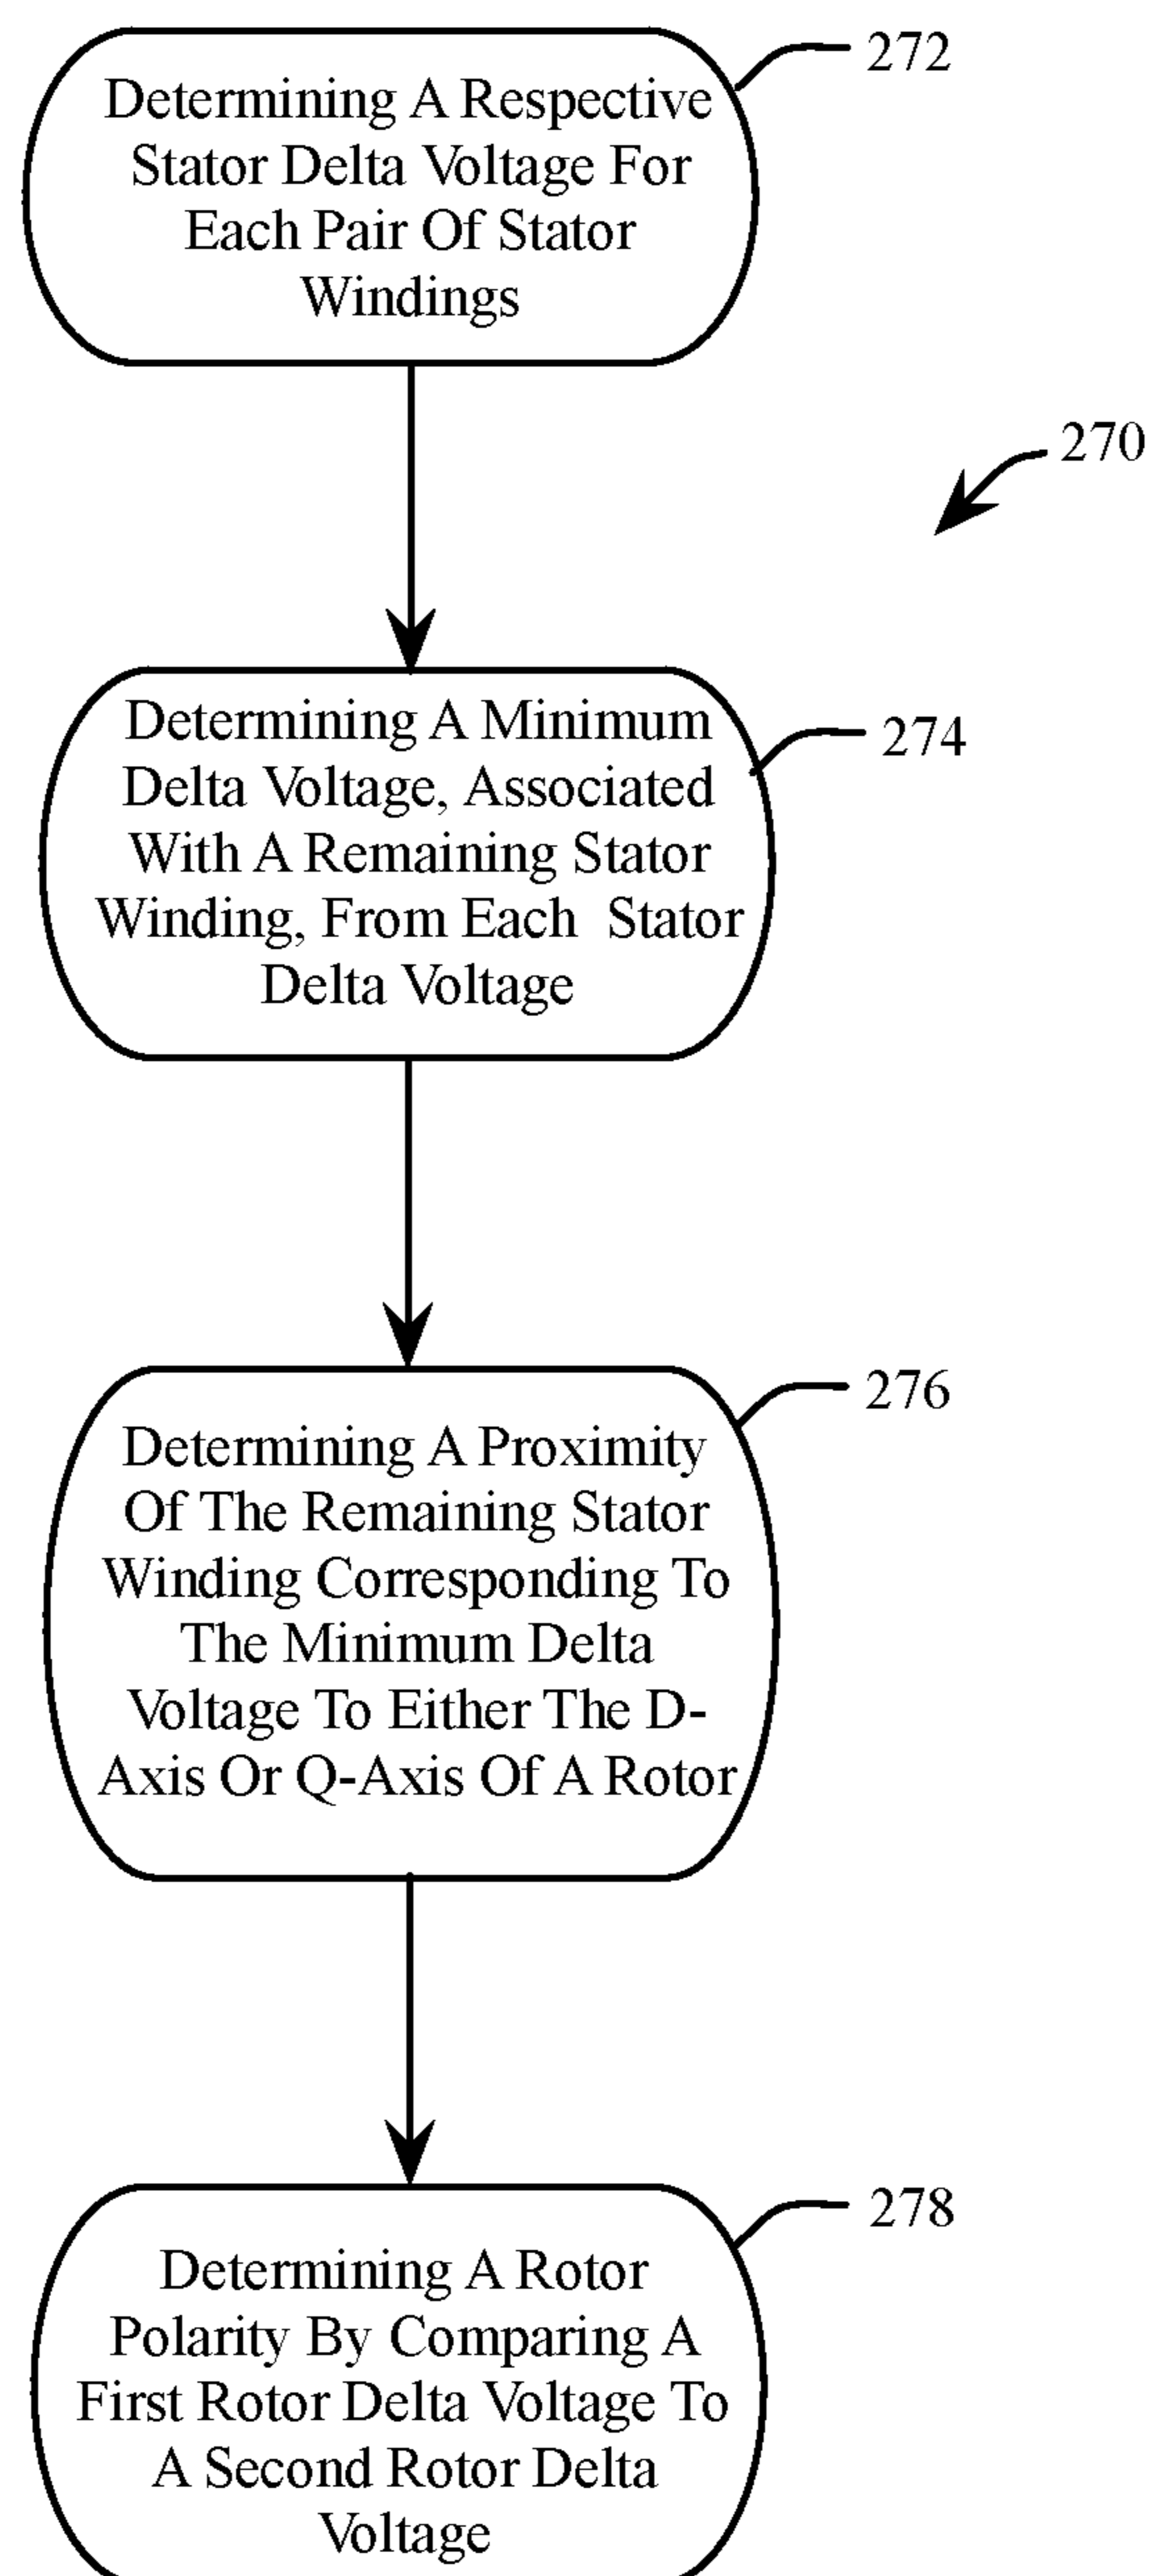 272
Determining A Respective
Stator Delta Voltage For
Each Pair Of Stator
Windings
270
Determining A Minimum
Delta Voltage, Associated
With A Remaining Stator
Winding, From Each Stator
Delta Voltage
274
276
Determining A Proximity
Of The Remaining Stator
Winding Corresponding To
The Minimum Delta
Voltage To Either The D-
Axis Or Q-Axis Of A Rotor
278
Determining A Rotor
Polarity By Comparing A
First Rotor Delta Voltage To
A Second Rotor Delta
Voltage